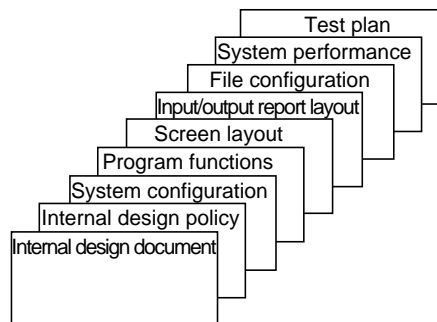 Test plan
System performance
File configuration
Input/output report layout
Screen layout
Program functions
System configuration
Internal design policy
Internal design document